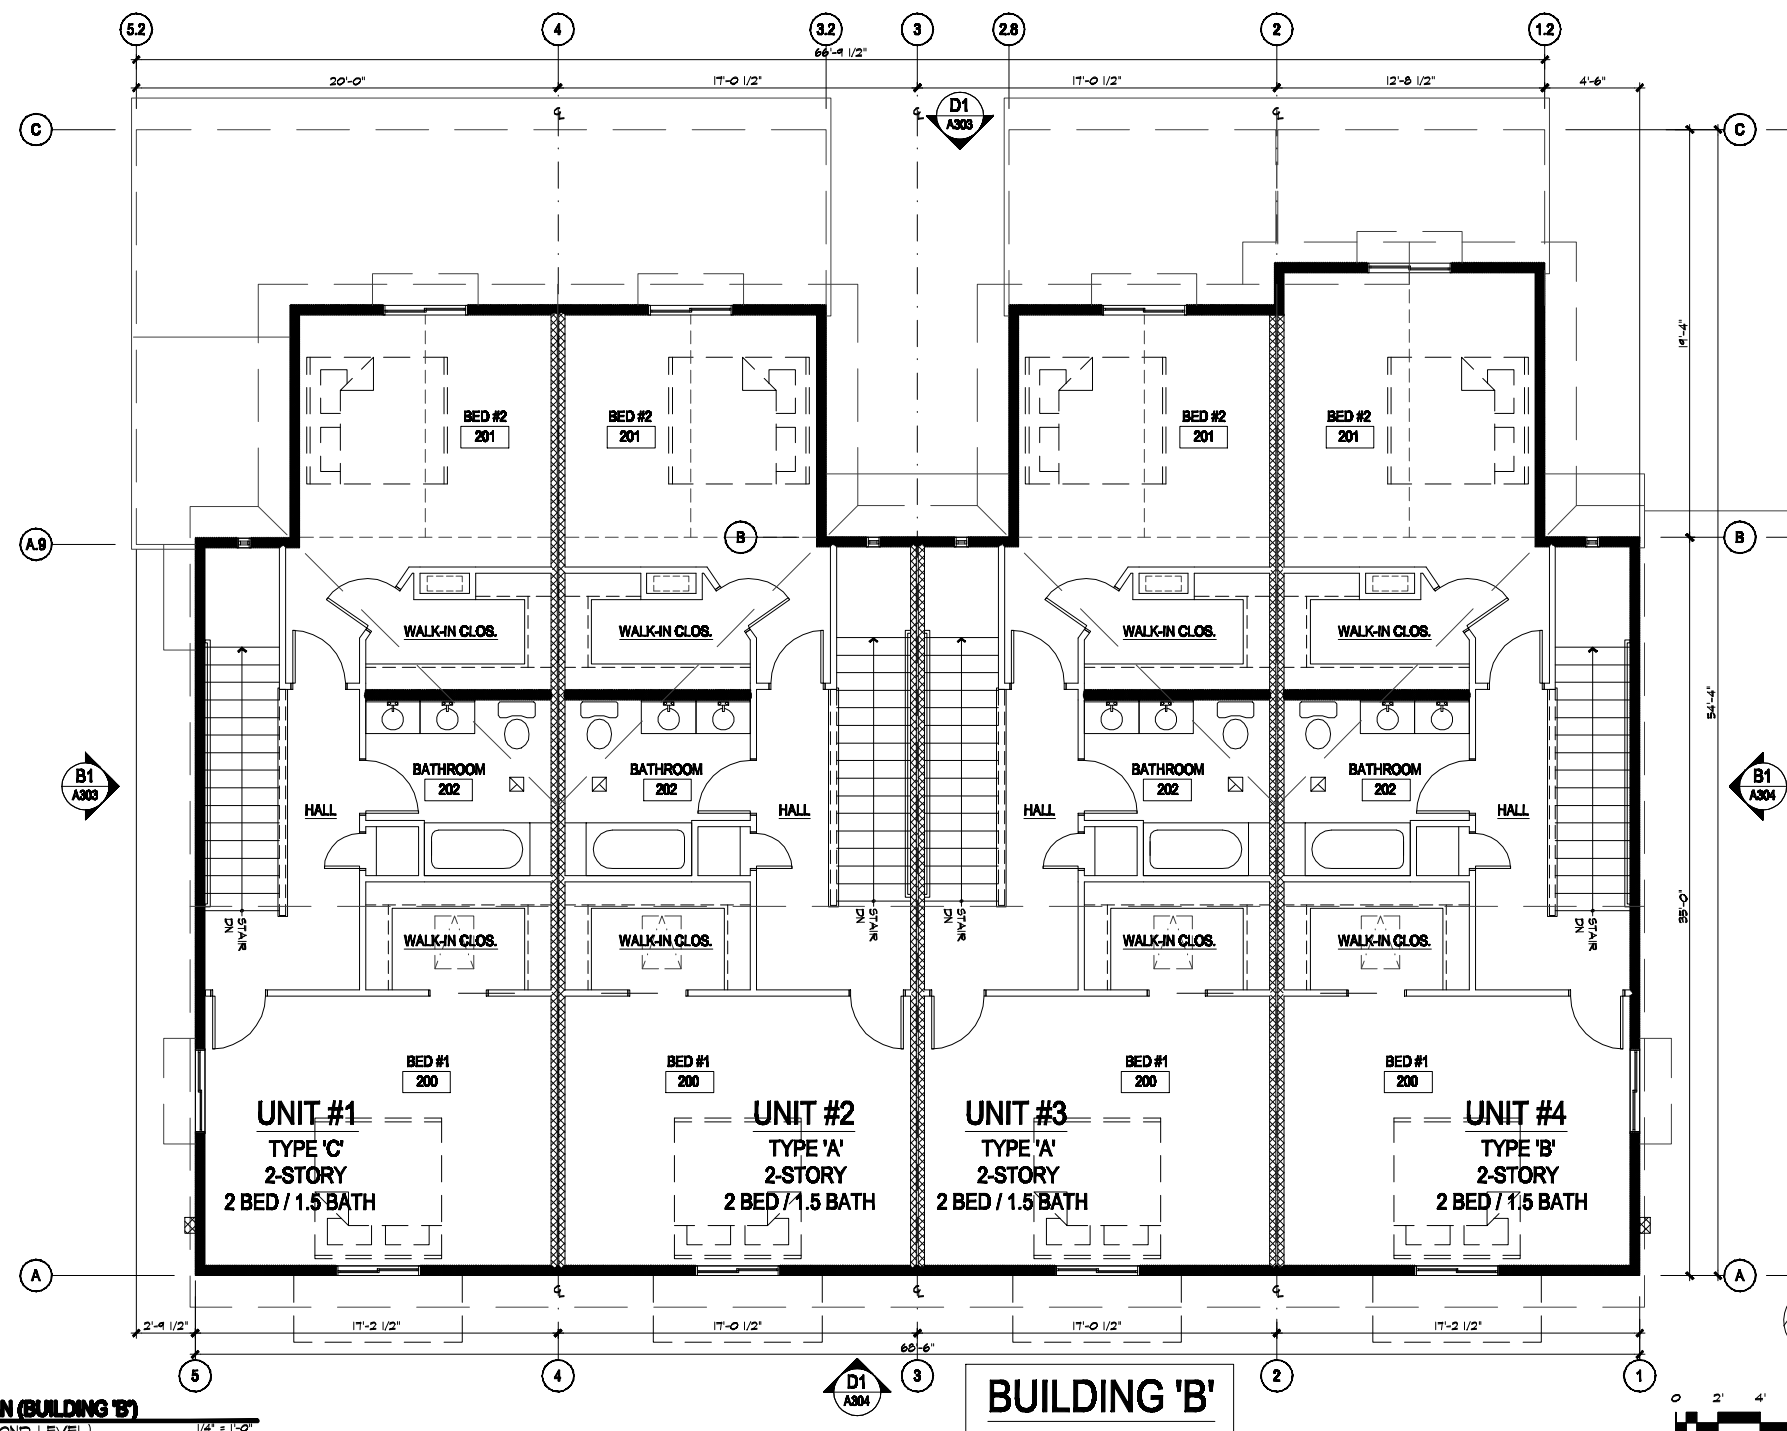 5.2 4 3.2 3 2.8 2 1.2
66'-9 1/2"
20'-0" 17'-0 1/2" 17'-0 1/2" 12'-8 1/2" 4'-6"
D1
A303
C C
19'-4"
BED #2 BED #2 BED #2 BED #2
201 201 201 201
A.9 B B
WALK-IN CLOS. WALK-IN CLOS. WALK-IN CLOS. WALK-IN CLOS.
54'-4"
BATHROOM BATHROOM BATHROOM BATHROOM
202 202 202 202
B1 B1
A303 A304
HALL HALL HALL HALL
35'-0"
STAIR STAIR STAIR STAIR
DN DN DN DN
WALK-IN CLOS. WALK-IN CLOS. WALK-IN CLOS. WALK-IN CLOS.
BED #1 BED #1 BED #1 BED #1
200 200 200 200
UNIT #1 UNIT #2 UNIT #3 UNIT #4
TYPE 'C' TYPE 'A' TYPE 'A' TYPE 'B'
2-STORY 2-STORY 2-STORY 2-STORY
2 BED / 1.5 BATH 2 BED / 1.5 BATH 2 BED / 1.5 BATH 2 BED / 1.5 BATH
A A
2'-9 1/2" 17'-2 1/2" 17'-0 1/2" 17'-0 1/2" 17'-2 1/2"
68'-6"
5 4 3 2 1
D1
A304
BUILDING 'B'
0 2' 4'
(BUILDING 'B')
1/4" = 1'-0"